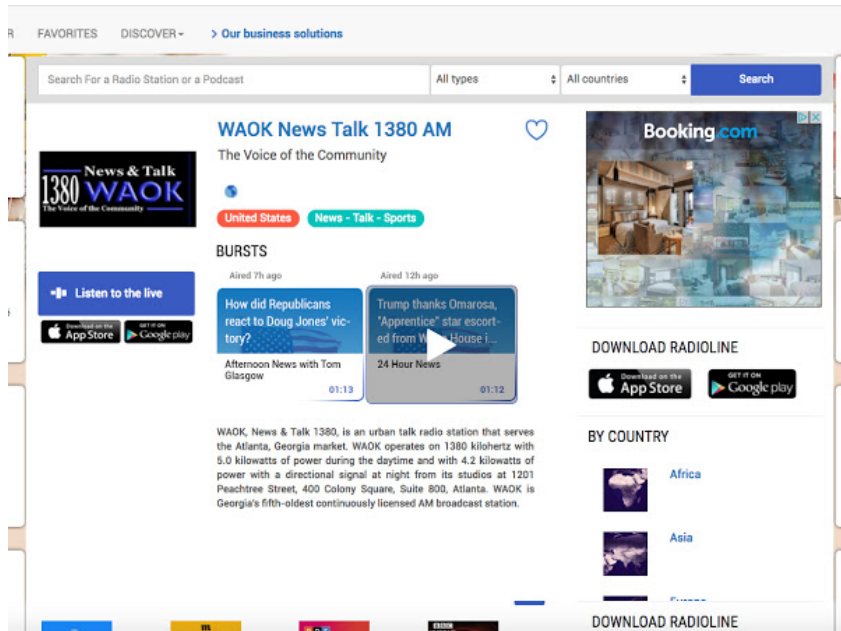 R
FAVORITES
DISCOVER
> Our business solutions
Search For a Radio Station or a Podcast
All types
All countries
Search
WAOK News Talk 1380 AM
The Voice of the Community
News & Talk
1380 WAOK
The Voice of the Community
United States
News - Talk - Sports
BURSTS
Aired 7h ago
How did Republicans
react to Doug Jones' vic-
tory?
Afternoon News with Tom
Glasgow
01:13
Aired 12h ago
Trump thanks Omarosa,
"Apprentice" star escort-
ed from House i...
24 Hour News
01:12
Listen to the live
Download on the
App Store
GET IT ON
Google play
WAOK, News & Talk 1380, is an urban talk radio station that serves
the Atlanta, Georgia market. WAOK operates on 1380 kilohertz with
5.0 kilowatts of power during the daytime and with 4.2 kilowatts of
power with a directional signal at night from its studios at 1201
Peachtree Street, 400 Colony Square, Suite 800, Atlanta. WAOK is
Georgia's fifth-oldest continuously licensed AM broadcast station.
Booking.com
DOWNLOAD RADIOLINE
Download on the
App Store
GET IT ON
Google play
BY COUNTRY
Africa
Asia
DOWNLOAD RADIOLINE
m
BBC